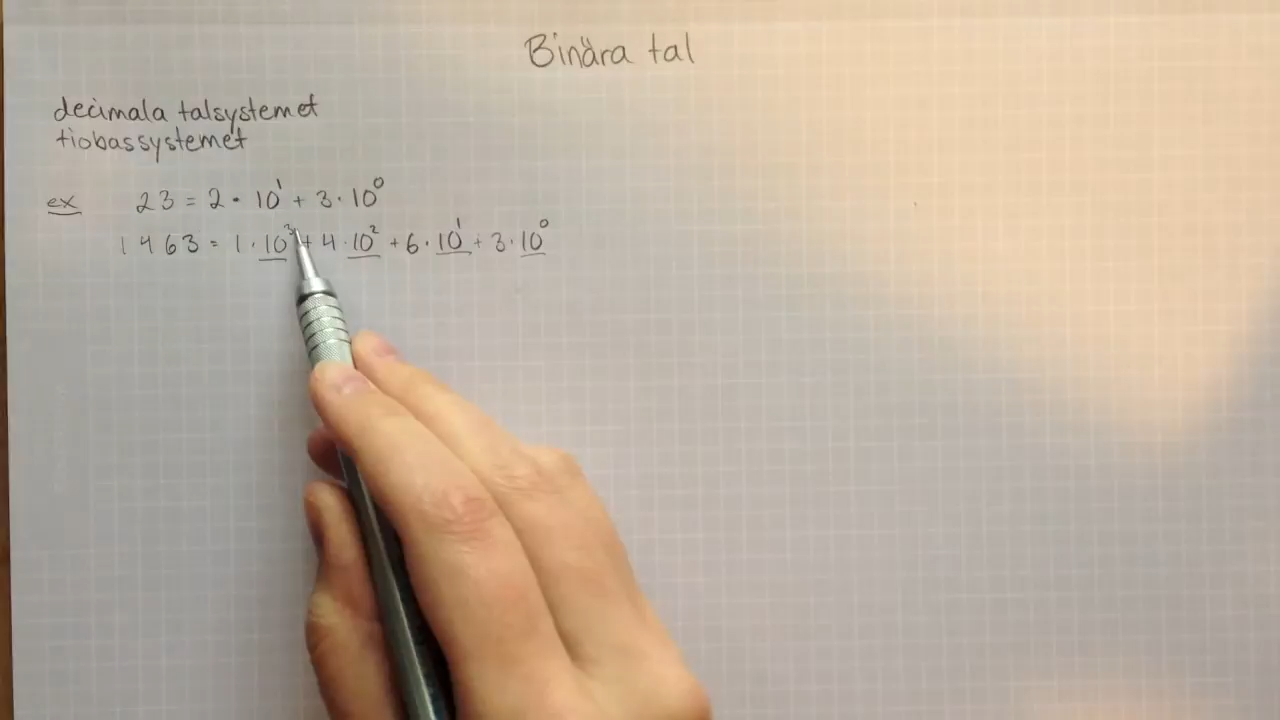 Binära tal
decimala talsystemet
tiobassystemet
ex 23 = 2 · 10¹ + 3 · 10⁰
1463 = 1 · 10³ + 4 · 10² + 6 · 10¹ + 3 · 10⁰